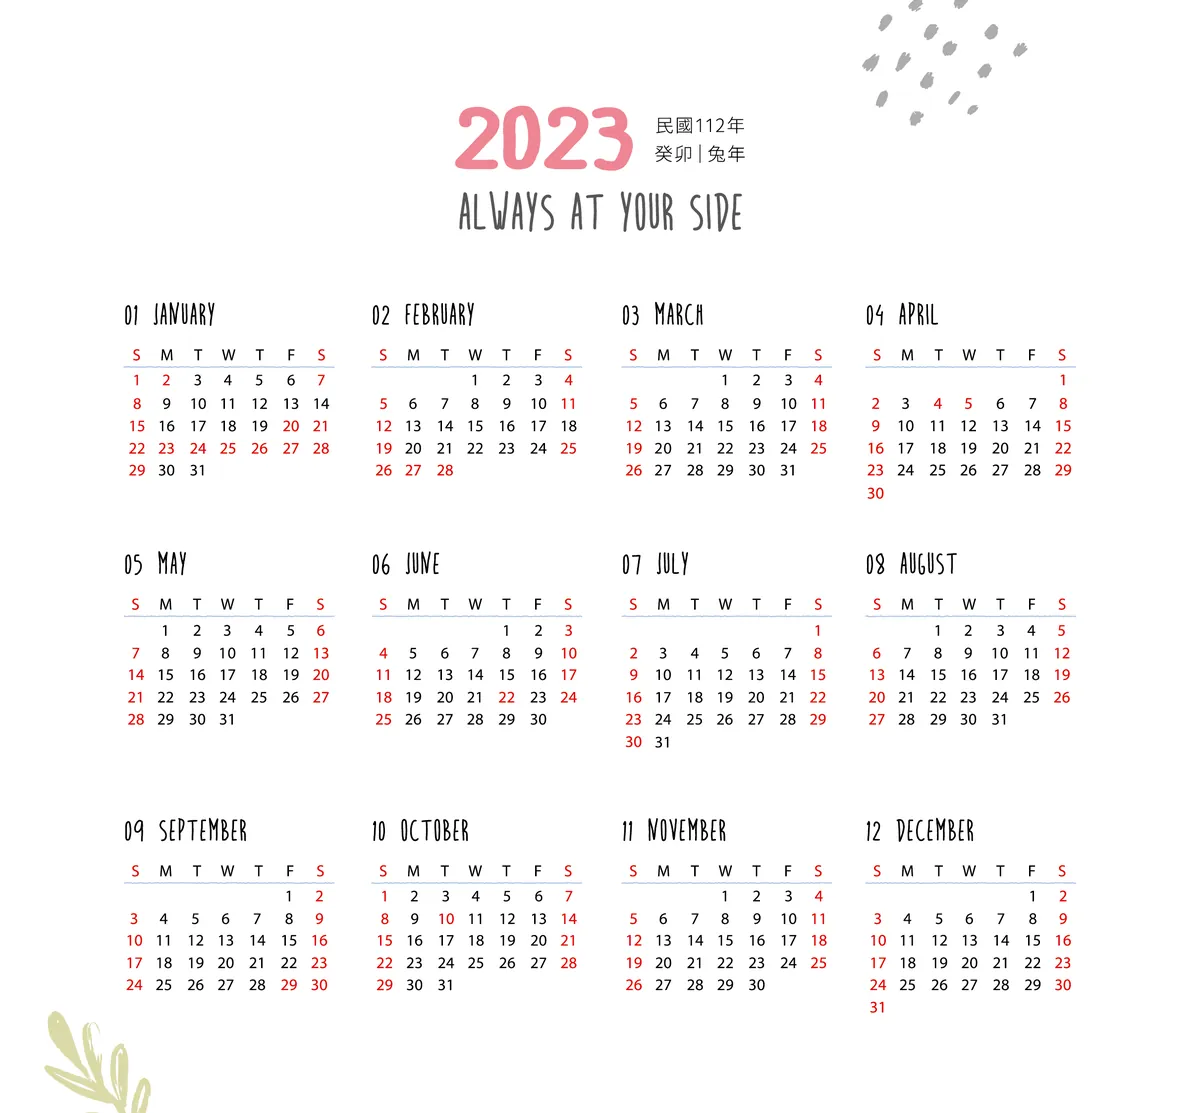 2023
民國112年
癸卯|兔年
ALWAYS AT YOUR SIDE
01 JANUARY
S M T W T F S
1 2 3 4 5 6 7
8 9 10 11 12 13 14
15 16 17 18 19 20 21
22 23 24 25 26 27 28
29 30 31
02 FEBRUARY
S M T W T F S
1 2 3 4
5 6 7 8 9 10 11
12 13 14 15 16 17 18
19 20 21 22 23 24 25
26 27 28
03 MARCH
S M T W T F S
1 2 3 4
5 6 7 8 9 10 11
12 13 14 15 16 17 18
19 20 21 22 23 24 25
26 27 28 29 30 31
04 APRIL
S M T W T F S
1
2 3 4 5 6 7 8
9 10 11 12 13 14 15
16 17 18 19 20 21 22
23 24 25 26 27 28 29
30
05 MAY
S M T W T F S
1 2 3 4 5 6
7 8 9 10 11 12 13
14 15 16 17 18 19 20
21 22 23 24 25 26 27
28 29 30 31
06 JUNE
S M T W T F S
1 2 3
4 5 6 7 8 9 10
11 12 13 14 15 16 17
18 19 20 21 22 23 24
25 26 27 28 29 30
07 JULY
S M T W T F S
1
2 3 4 5 6 7 8
9 10 11 12 13 14 15
16 17 18 19 20 21 22
23 24 25 26 27 28 29
30 31
08 AUGUST
S M T W T F S
1 2 3 4 5
6 7 8 9 10 11 12
13 14 15 16 17 18 19
20 21 22 23 24 25 26
27 28 29 30 31
09 SEPTEMBER
S M T W T F S
1 2
3 4 5 6 7 8 9
10 11 12 13 14 15 16
17 18 19 20 21 22 23
24 25 26 27 28 29 30
10 OCTOBER
S M T W T F S
1 2 3 4 5 6 7
8 9 10 11 12 13 14
15 16 17 18 19 20 21
22 23 24 25 26 27 28
29 30 31
11 NOVEMBER
S M T W T F S
1 2 3 4
5 6 7 8 9 10 11
12 13 14 15 16 17 18
19 20 21 22 23 24 25
26 27 28 29 30
12 DECEMBER
S M T W T F S
1 2
3 4 5 6 7 8 9
10 11 12 13 14 15 16
17 18 19 20 21 22 23
24 25 26 27 28 29 30
31